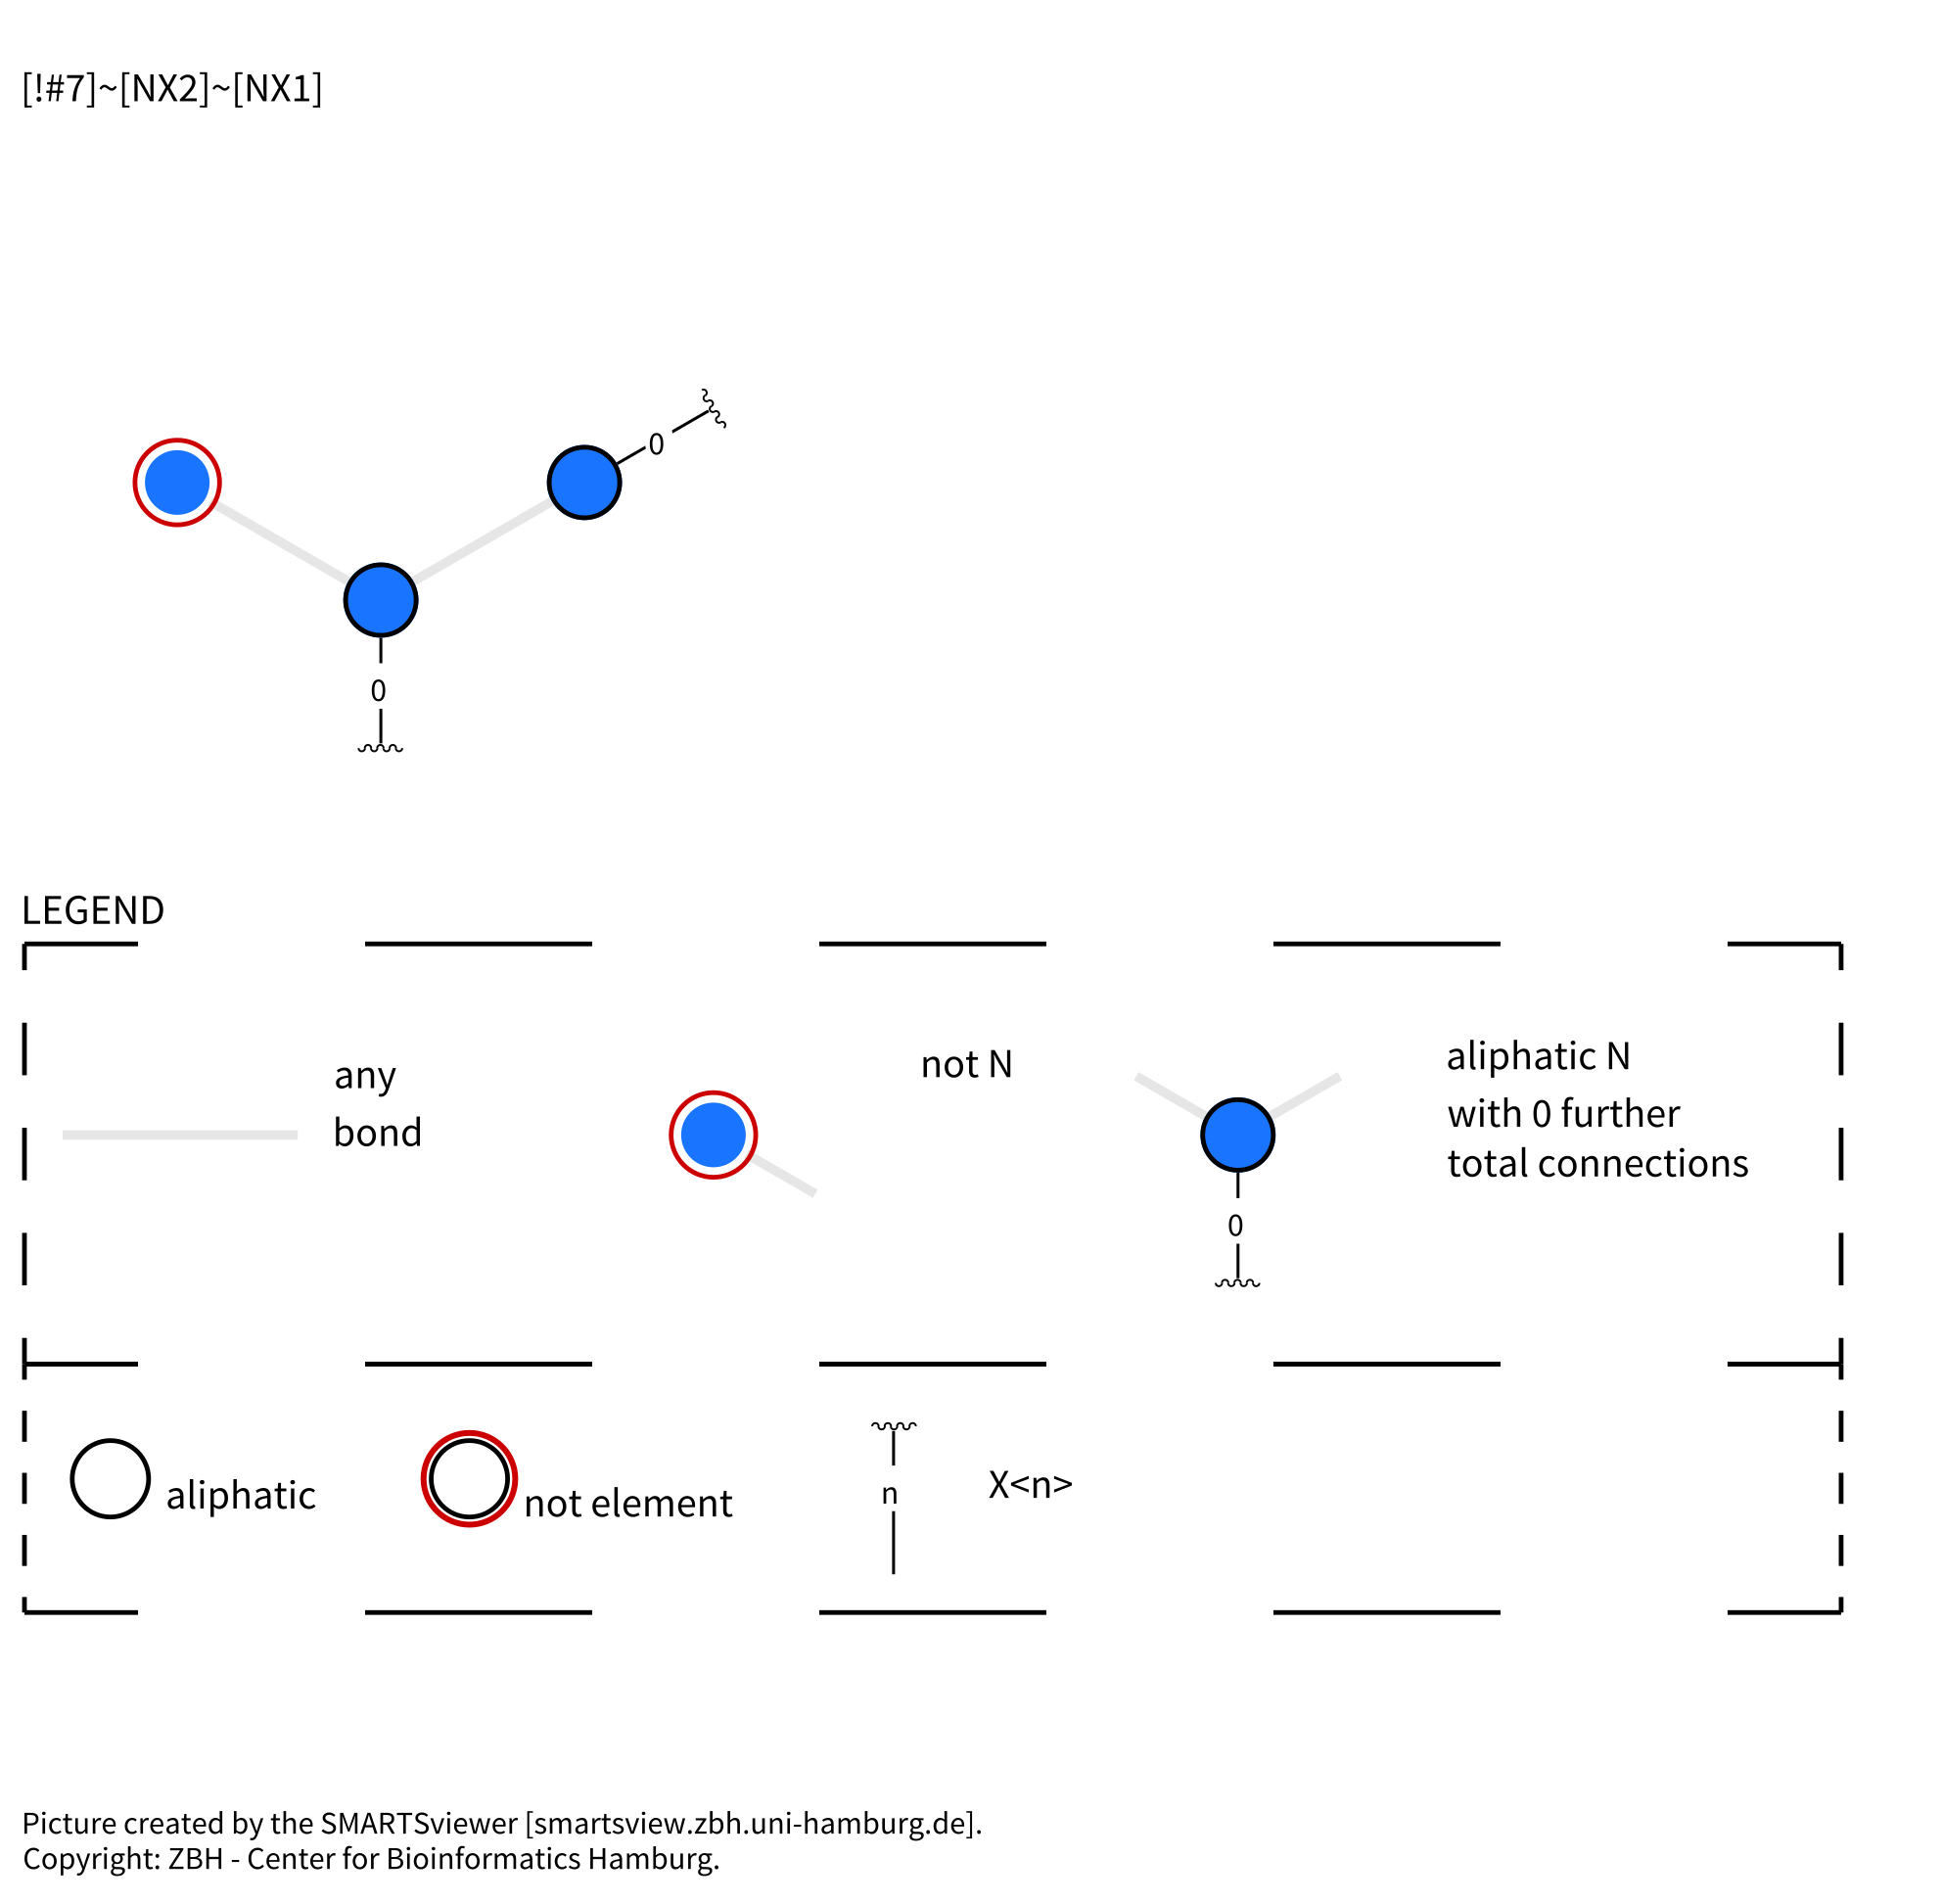 [!#7]~[NX2]~[NX1]
0
0
LEGEND
any
bond
not N
aliphatic N
with 0 further
total connections
0
aliphatic
not element
n
X<n>
Picture created by the SMARTSviewer [smartsview.zbh.uni-hamburg.de].
Copyright: ZBH - Center for Bioinformatics Hamburg.